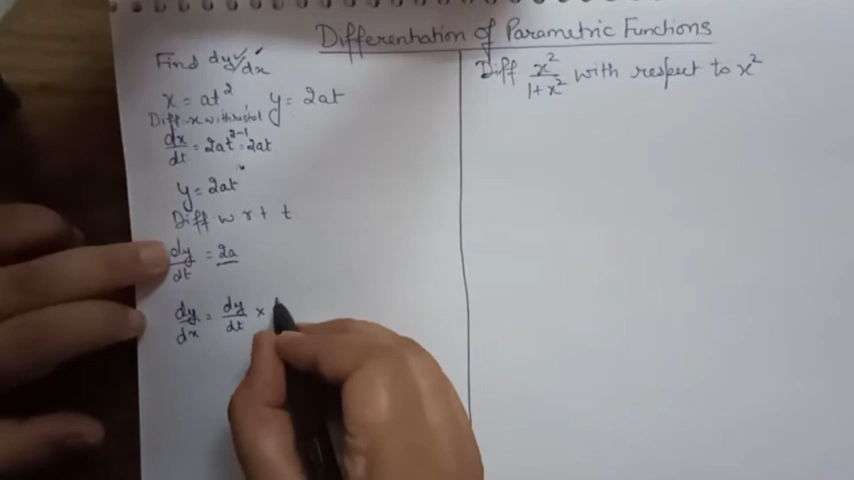 Differentiation of Parametric Functions
Find dy/dx
x = at² , y = 2at
Diff x with respect to t
dx/dt = 2at²⁻¹ = 2at
y = 2at
Diff w r t t
dy/dt = 2a
dy/dx = dy/dt ×
Diff x²/1+x² with respect to x²